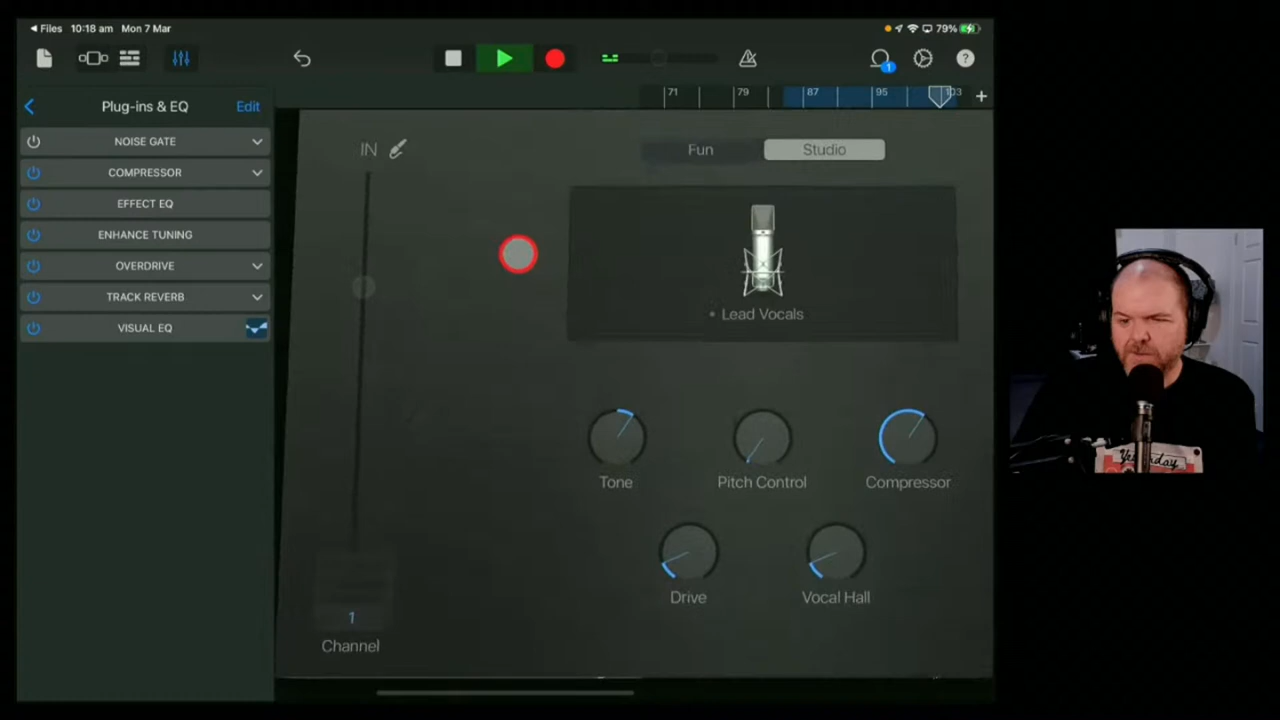 Files 10:18 am Mon 7 Mar 79%
1
71 79 87 95 103 +
Plug-ins & EQ Edit
NOISE GATE
COMPRESSOR
EFFECT EQ
ENHANCE TUNING
OVERDRIVE
TRACK REVERB
VISUAL EQ
IN
Fun Studio
Lead Vocals
Tone Pitch Control Compressor
Drive Vocal Hall
1
Channel
Yesterday